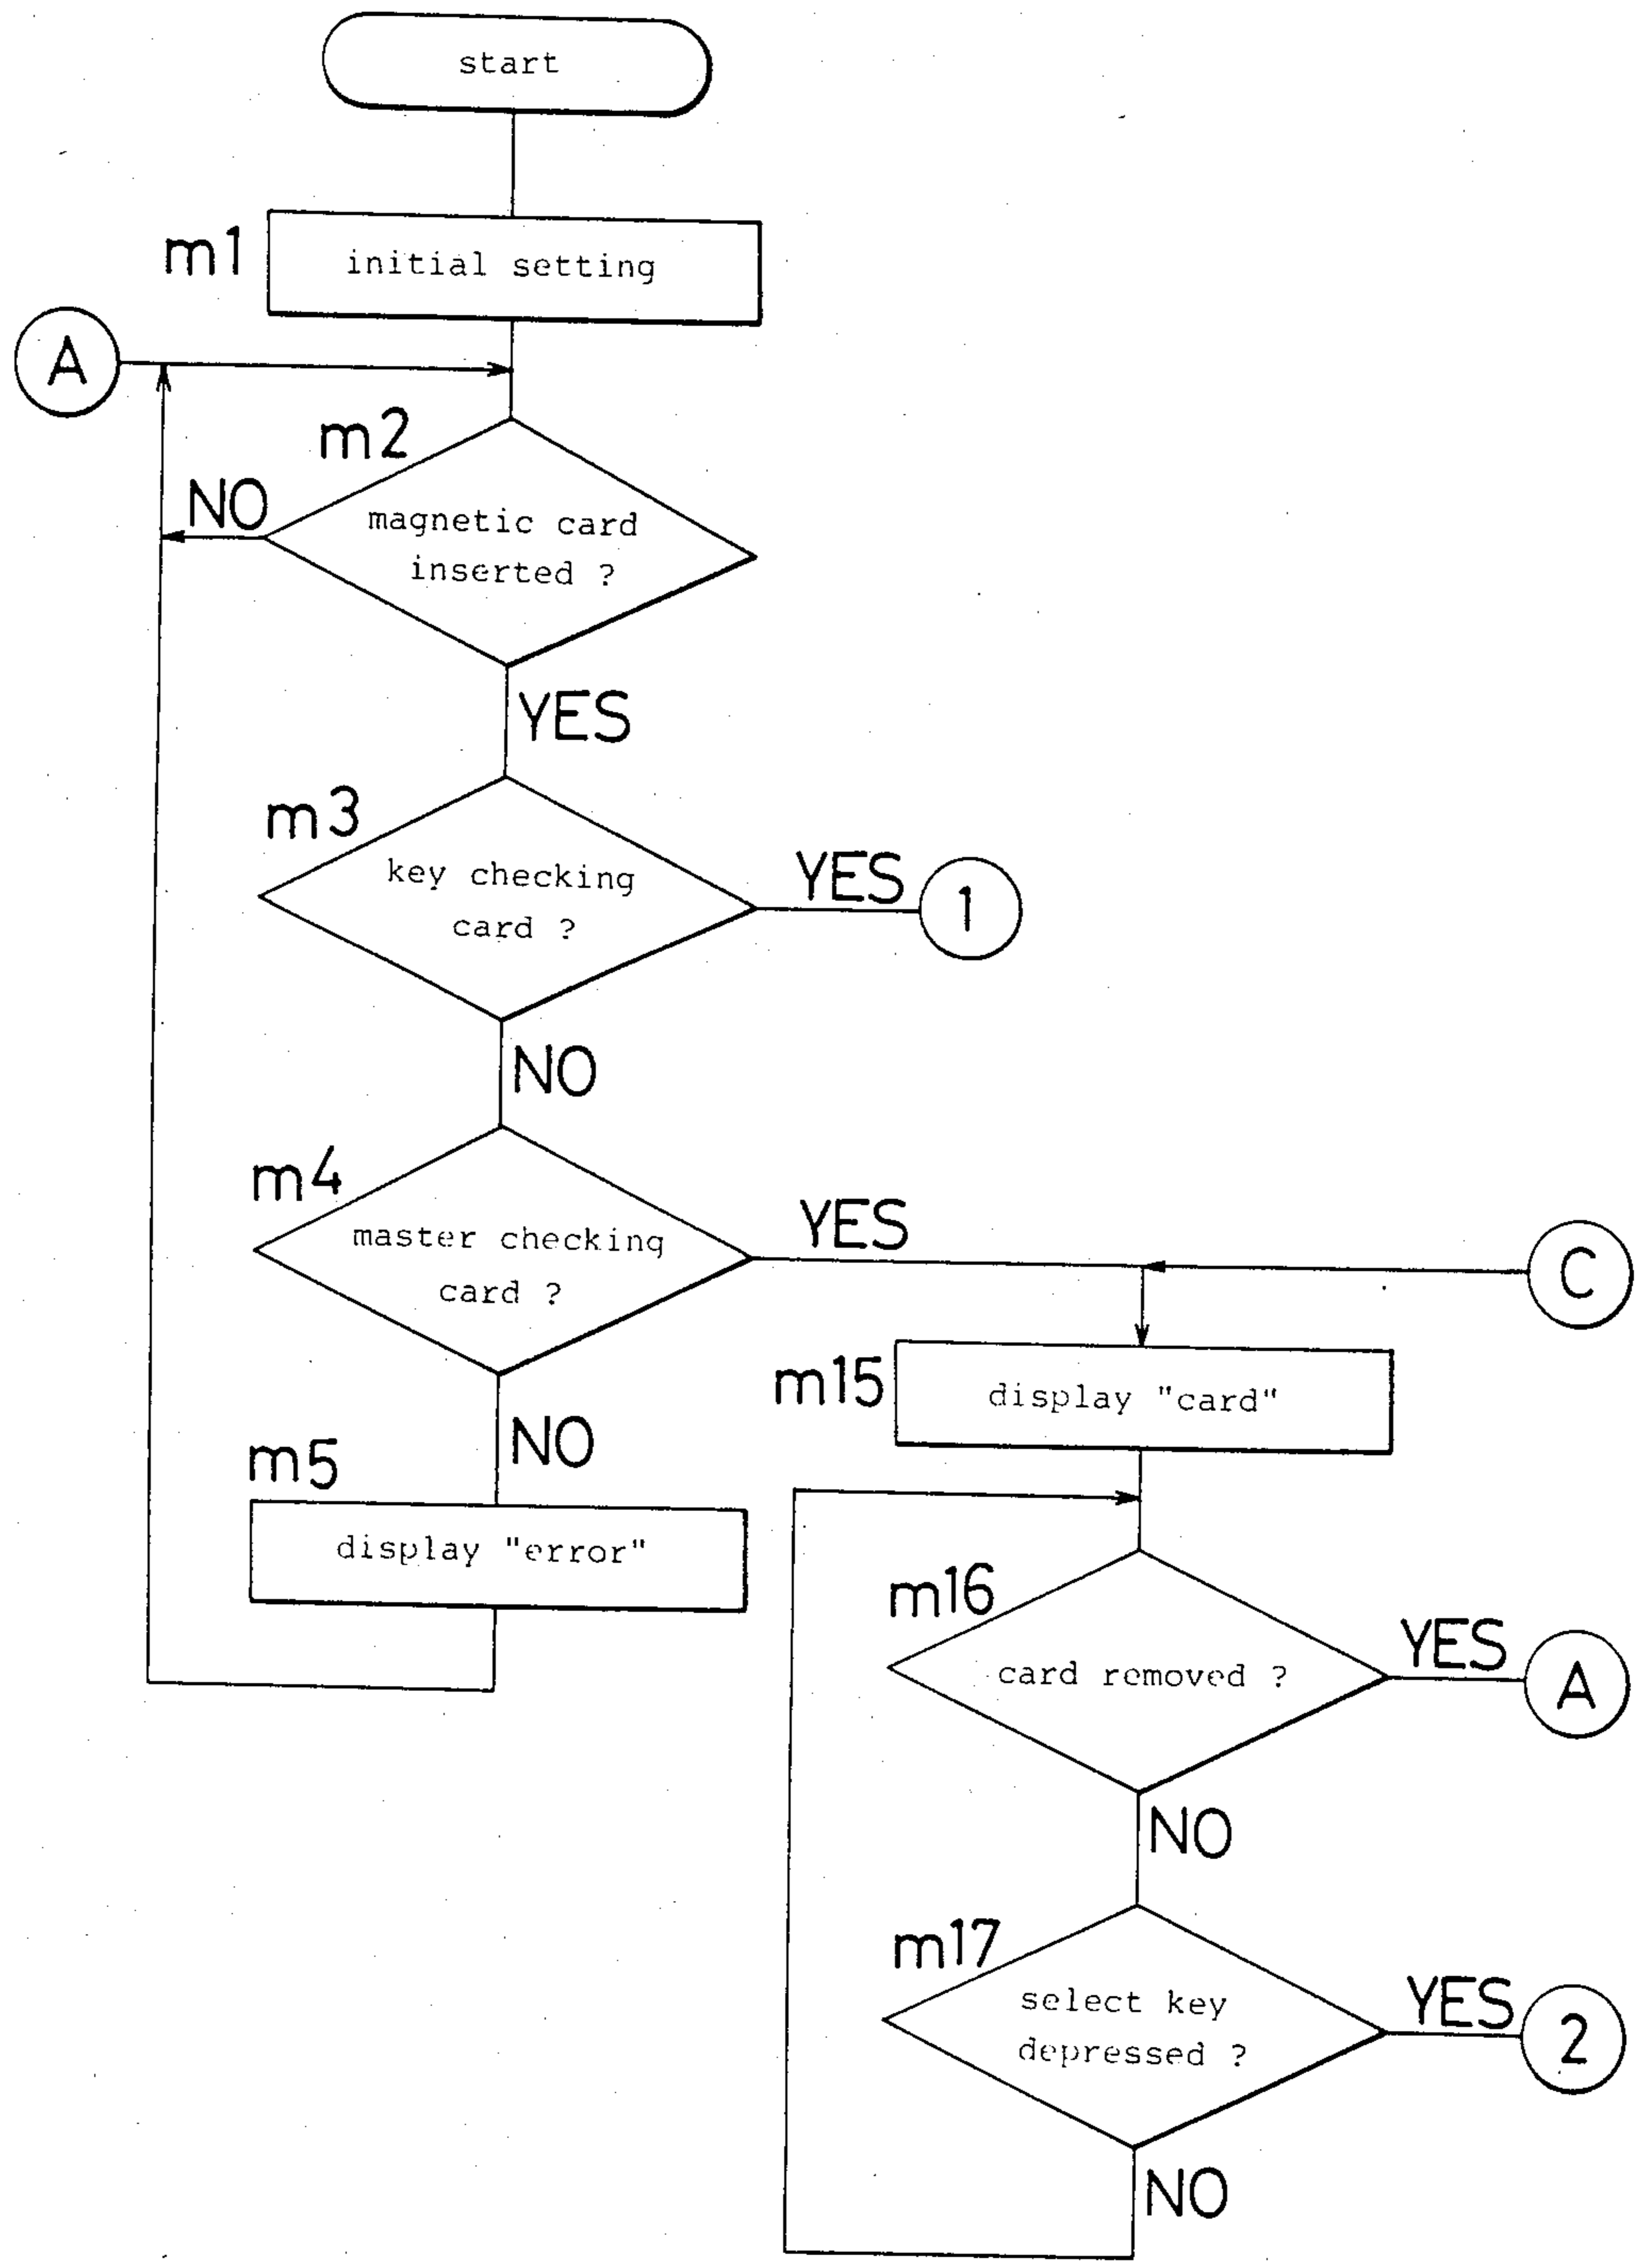 start
m1
initial setting
A
m2
NO
magnetic card
inserted ?
YES
m3
key checking
card ?
YES
1
NO
m4
master checking
card ?
YES
C
NO
m5
display "error"
m15
display "card"
m16
card removed ?
YES
A
NO
m17
select key
depressed ?
YES
2
NO